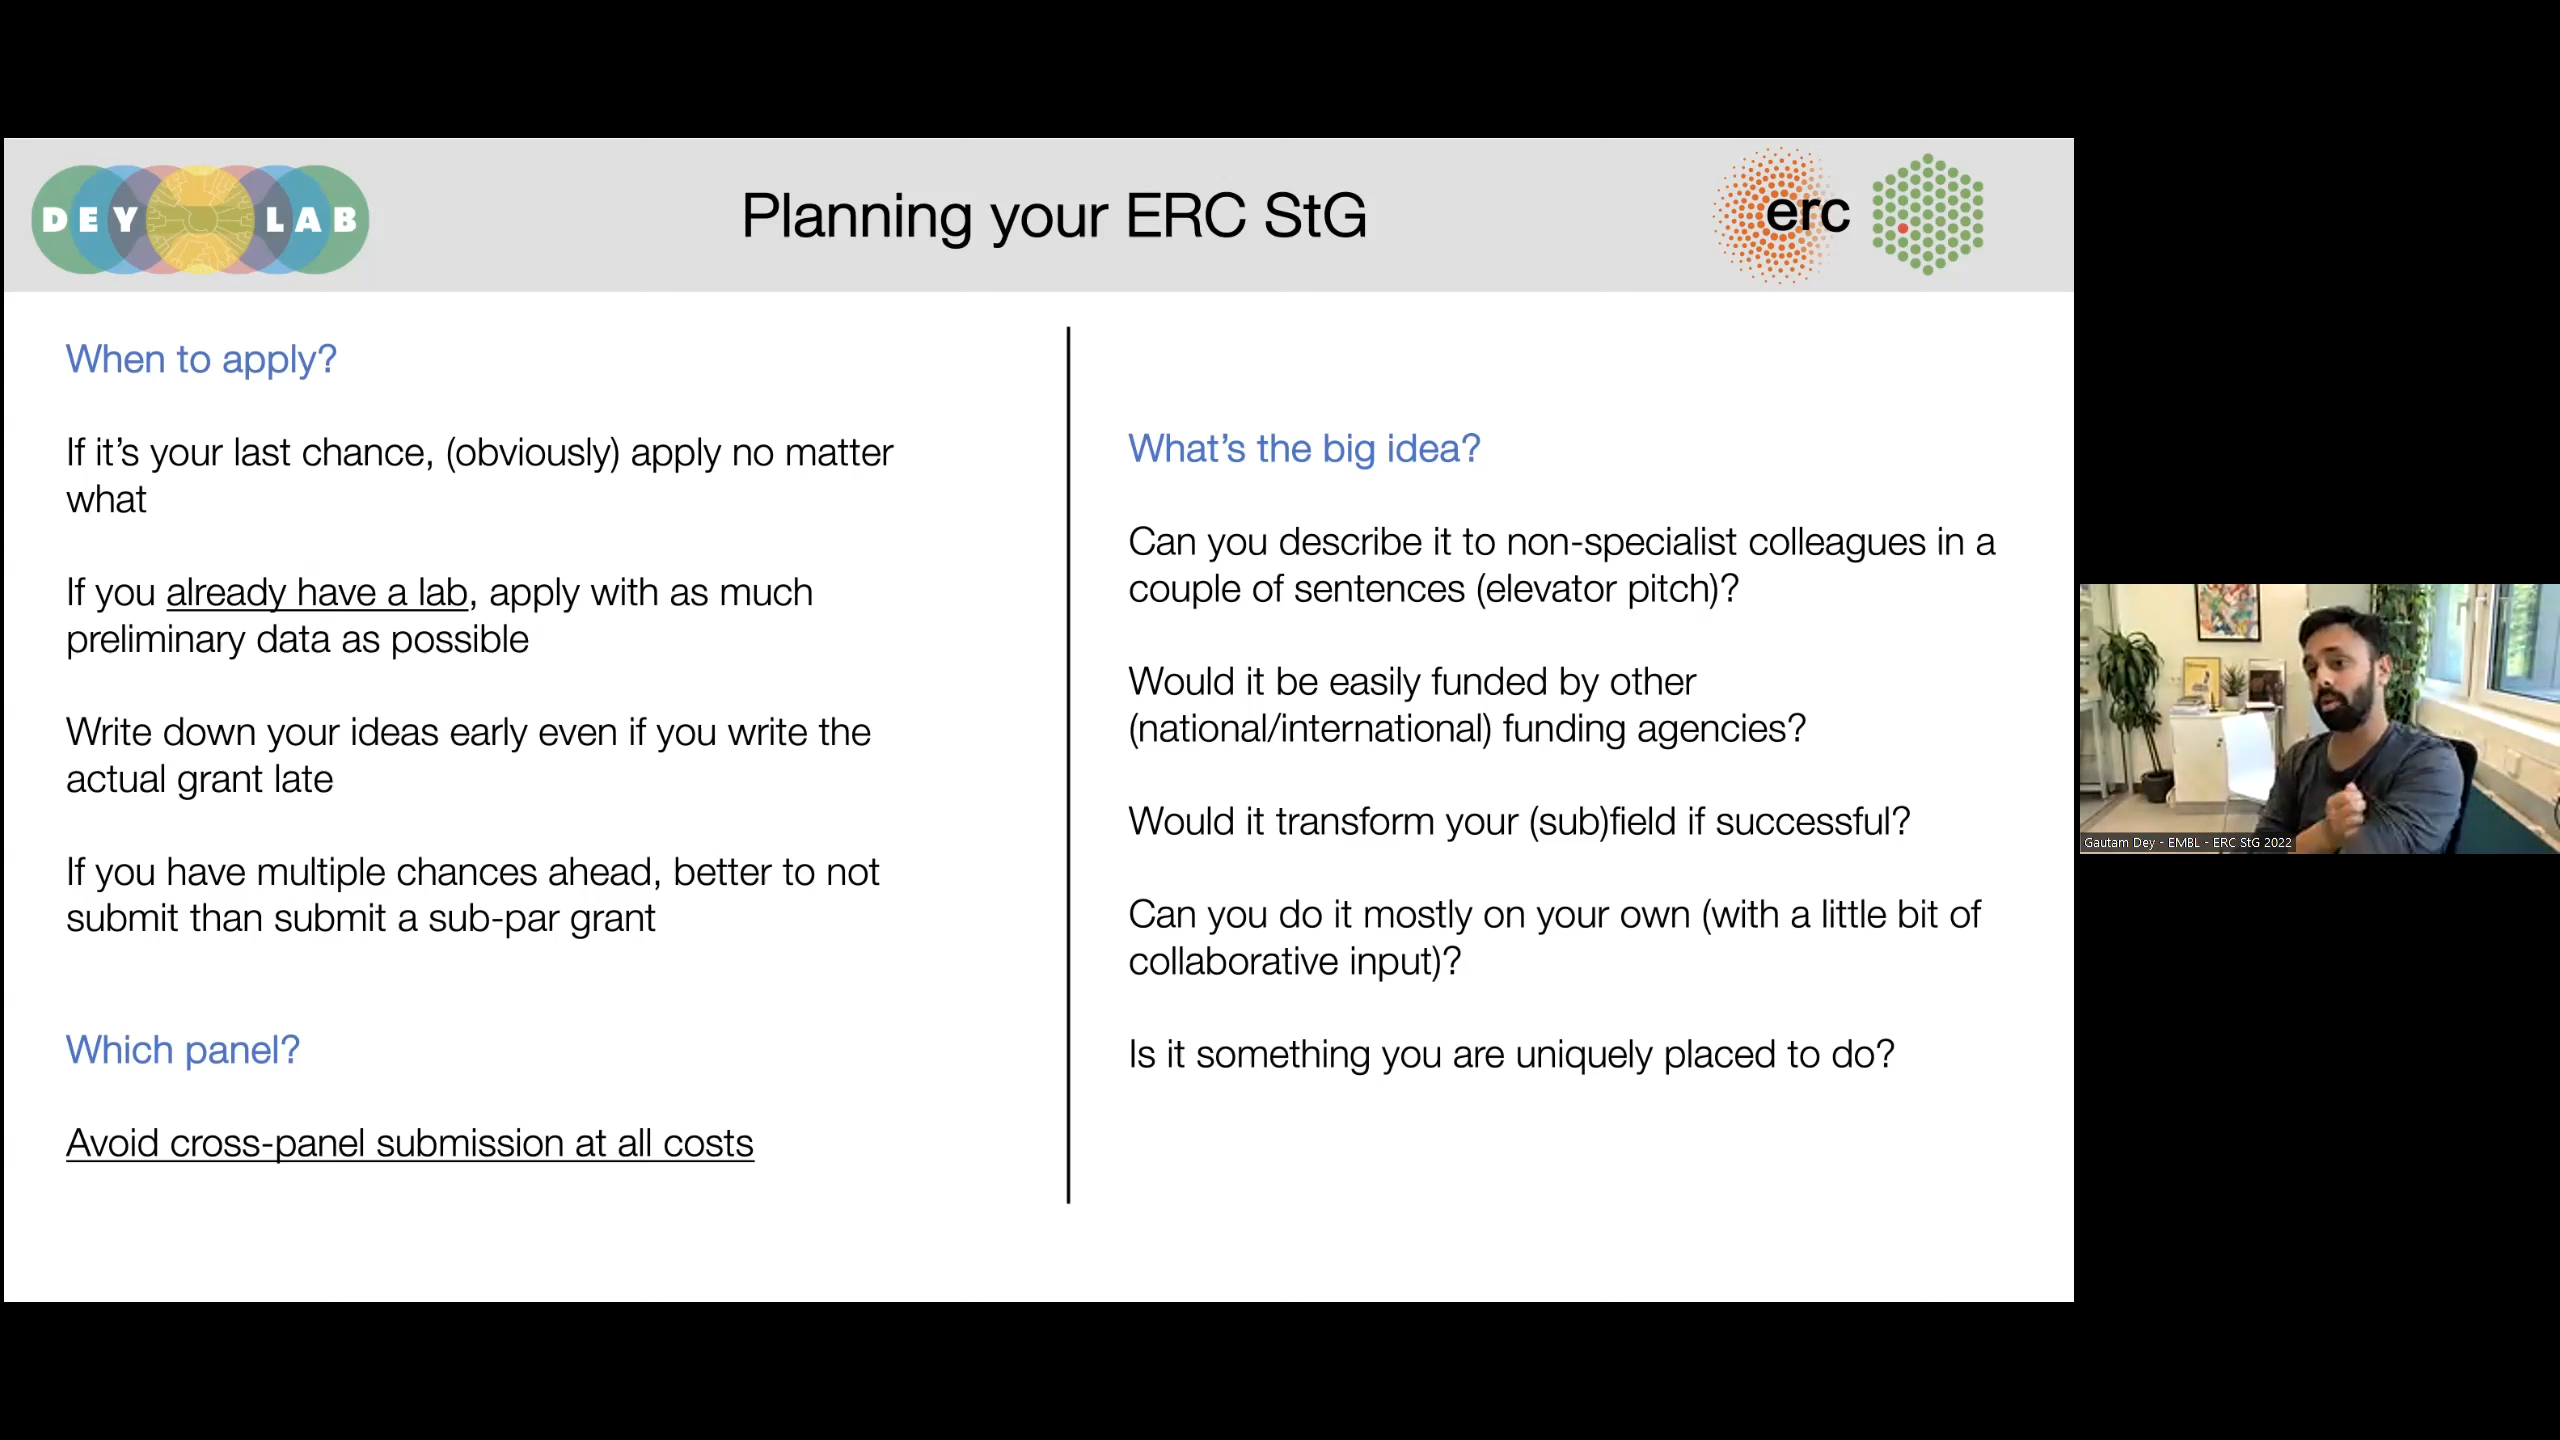 DEY LAB
Planning your ERC StG
erc
When to apply?
If it’s your last chance, (obviously) apply no matter
what
If you already have a lab, apply with as much
preliminary data as possible
Write down your ideas early even if you write the
actual grant late
If you have multiple chances ahead, better to not
submit than submit a sub-par grant
Which panel?
Avoid cross-panel submission at all costs
What’s the big idea?
Can you describe it to non-specialist colleagues in a
couple of sentences (elevator pitch)?
Would it be easily funded by other
(national/international) funding agencies?
Would it transform your (sub)field if successful?
Can you do it mostly on your own (with a little bit of
collaborative input)?
Is it something you are uniquely placed to do?
Gautam Dey - EMBL - ERC StG 2022